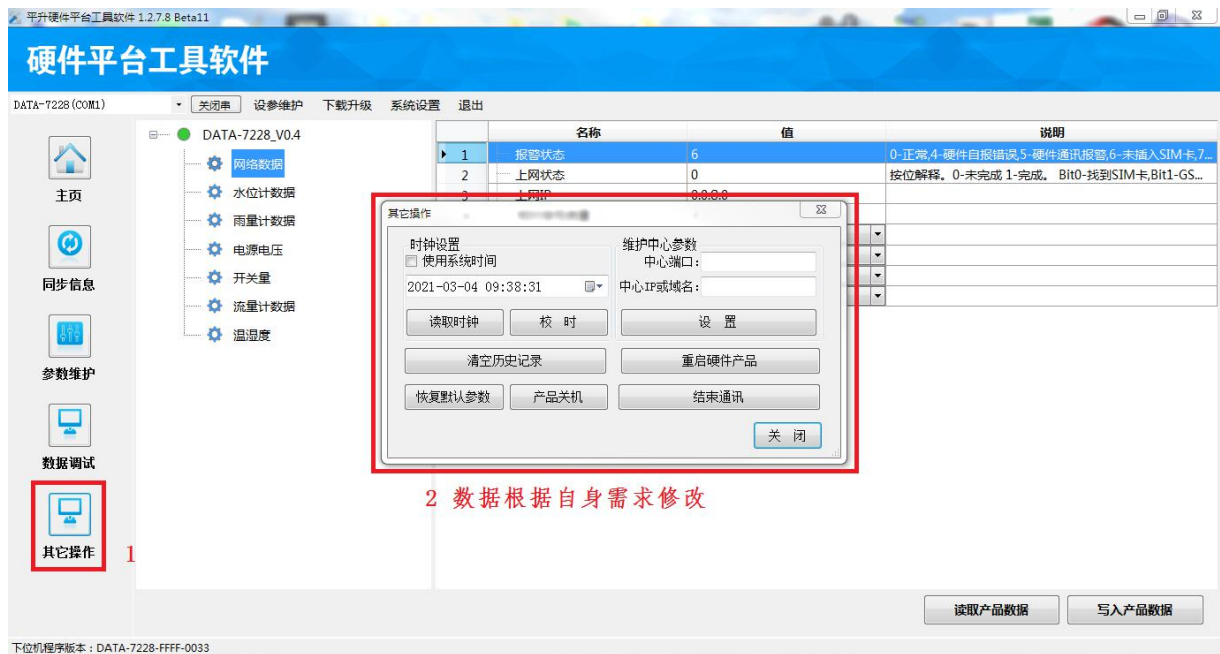 平升硬件平台工具软件 1.2.7.8 Beta11
硬件平台工具软件
DATA-7228(COM1) 关闭串 设参维护 下载升级 系统设置 退出
DATA-7228_V0.4
网络数据
水位计数据
雨量计数据
电源电压
开关量
流量计数据
温湿度
主页
同步信息
参数维护
数据调试
其它操作
1
名称 值 说明
1 报警状态 6 0-正常,4-硬件自报错误,5-硬件通讯报警,6-未插入SIM卡,7...
2 上网状态 0 按位解释。0-未完成 1-完成。 Bit0-找到SIM卡,Bit1-GS...
3 上网IP 0.0.0.0
其它操作
时钟设置
使用系统时间
2021-03-04 09:38:31
读取时钟 校 时
维护中心参数
中心端口:
中心IP或域名:
设 置
清空历史记录 重启硬件产品
恢复默认参数 产品关机 结束通讯
关 闭
2 数据根据自身需求修改
读取产品数据 写入产品数据
下位机程序版本：DATA-7228-FFFF-0033